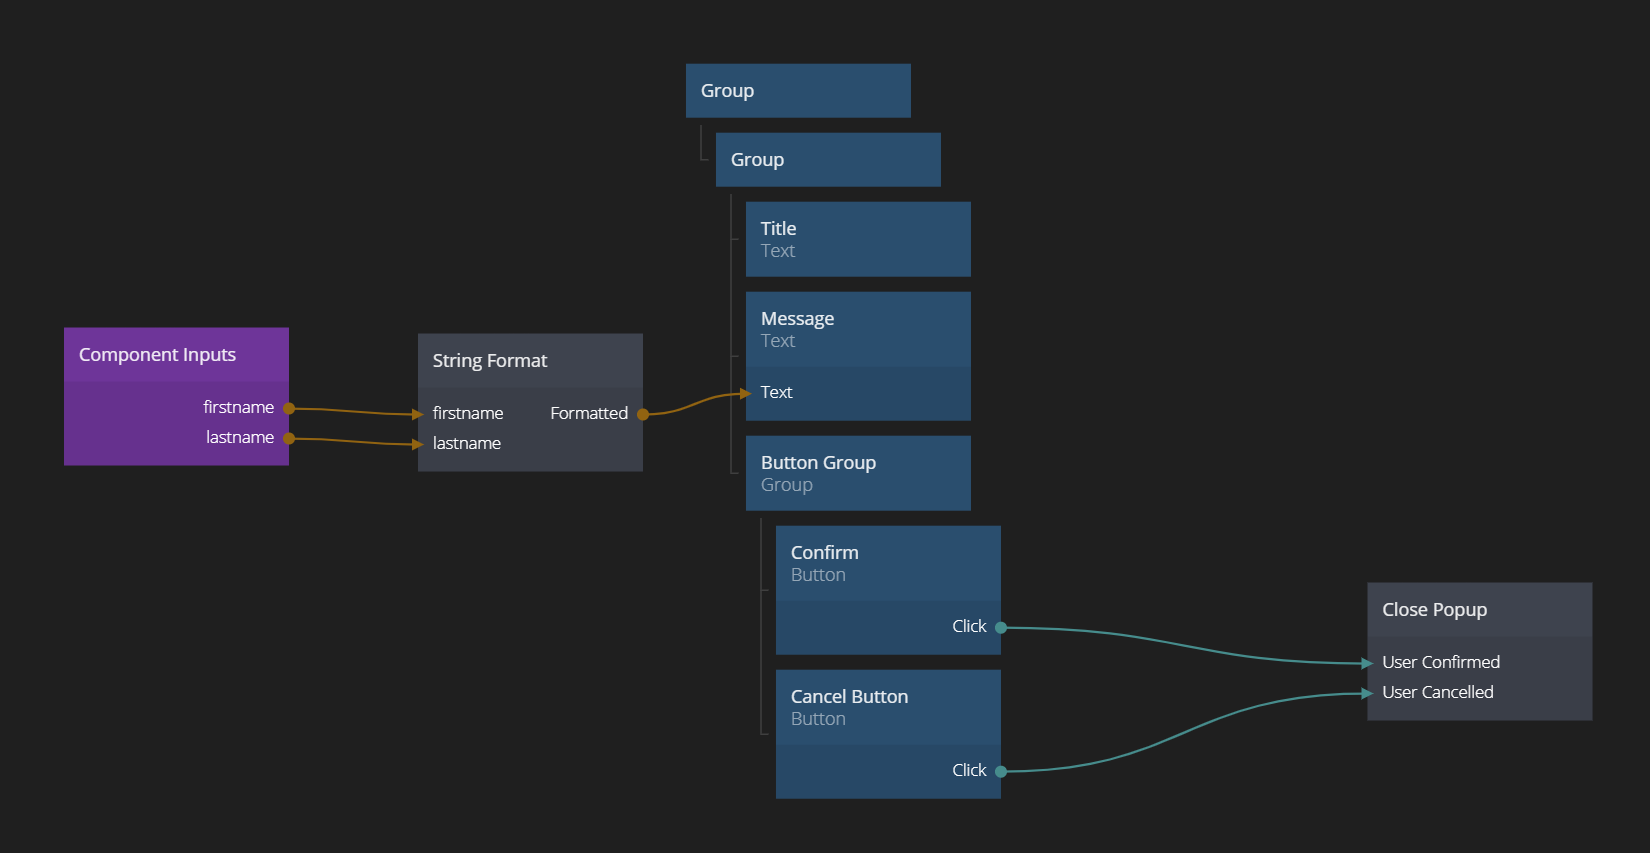 Group
Group
Title
Text
Message
Text
Text
Component Inputs
firstname
lastname
String Format
firstname Formatted
lastname
Button Group
Group
Confirm
Button
Click
Cancel Button
Button
Click
Close Popup
User Confirmed
User Cancelled